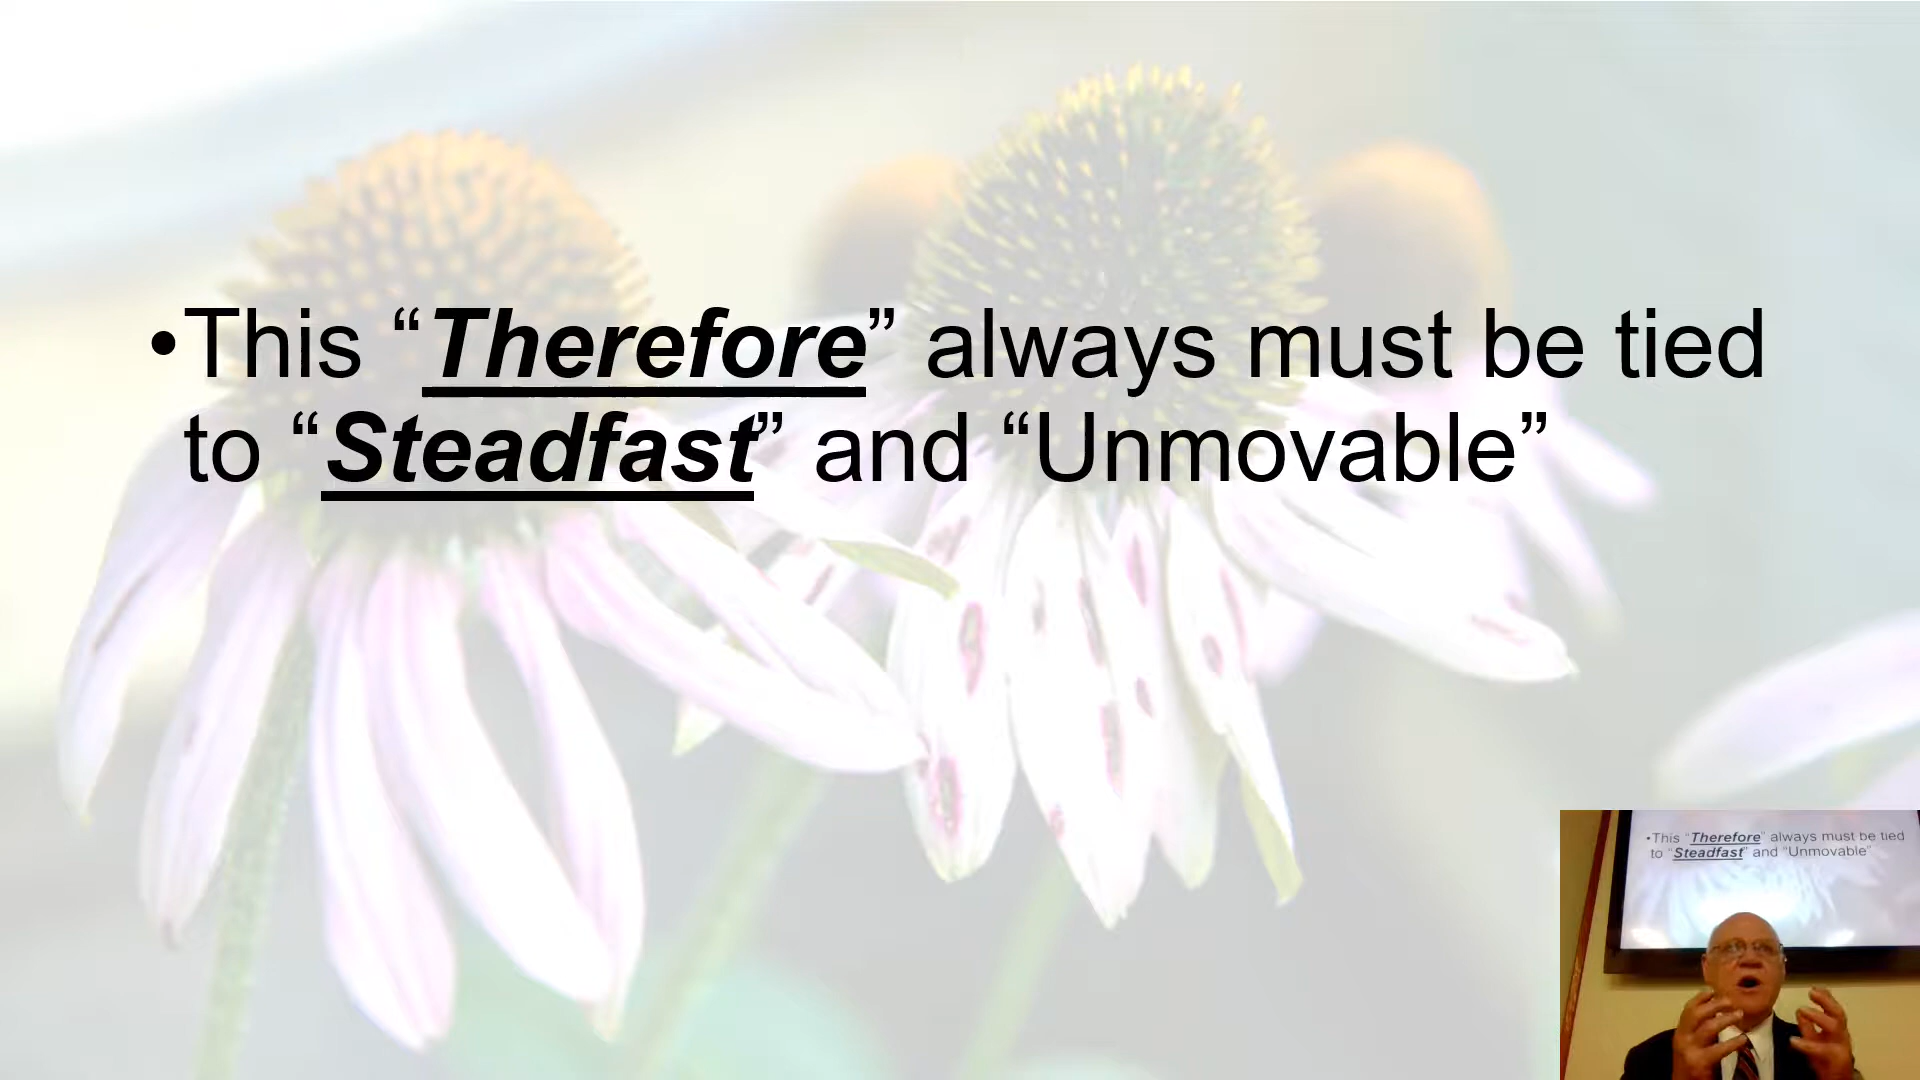 •This “Therefore” always must be tied
to “Steadfast” and “Unmovable”
•This “Therefore” always must be tied
to “Steadfast” and “Unmovable”